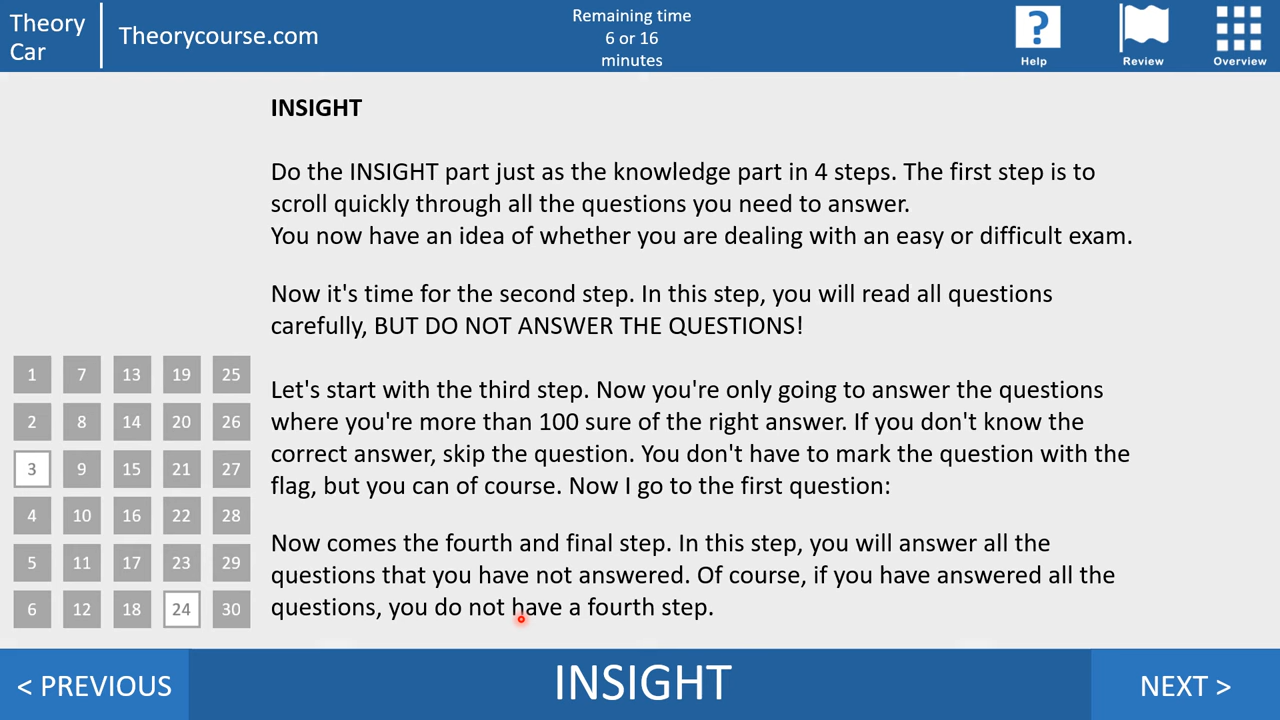 Theory
Car
Theorycourse.com
Remaining time
6 or 16
minutes
?
Help
Review
Overview
INSIGHT
Do the INSIGHT part just as the knowledge part in 4 steps. The first step is to
scroll quickly through all the questions you need to answer.
You now have an idea of whether you are dealing with an easy or difficult exam.
Now it's time for the second step. In this step, you will read all questions
carefully, BUT DO NOT ANSWER THE QUESTIONS!
Let's start with the third step. Now you're only going to answer the questions
where you're more than 100 sure of the right answer. If you don't know the
correct answer, skip the question. You don't have to mark the question with the
flag, but you can of course. Now I go to the first question:
Now comes the fourth and final step. In this step, you will answer all the
questions that you have not answered. Of course, if you have answered all the
questions, you do not have a fourth step.
1 7 13 19 25
2 8 14 20 26
3 9 15 21 27
4 10 16 22 28
5 11 17 23 29
6 12 18 24 30
< PREVIOUS
INSIGHT
NEXT >